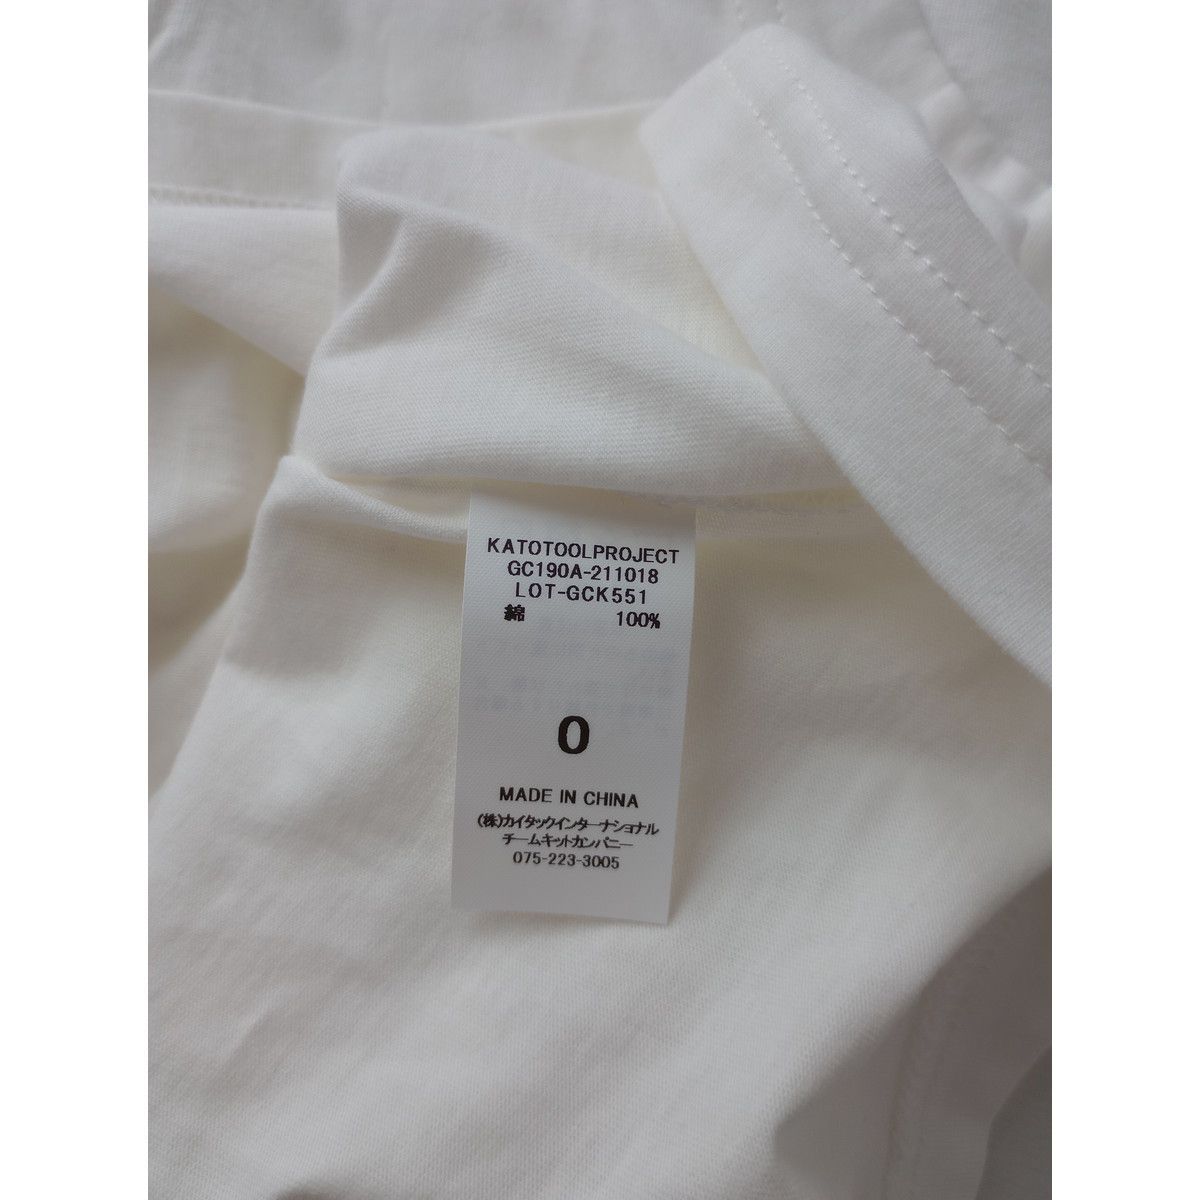 KATOTOOLPROJECT
GC190A-211018
LOT-GCK551
綿 100%
0
MADE IN CHINA
(株)カイタックインターナショナル
チームキットカンパニー
075-223-3005